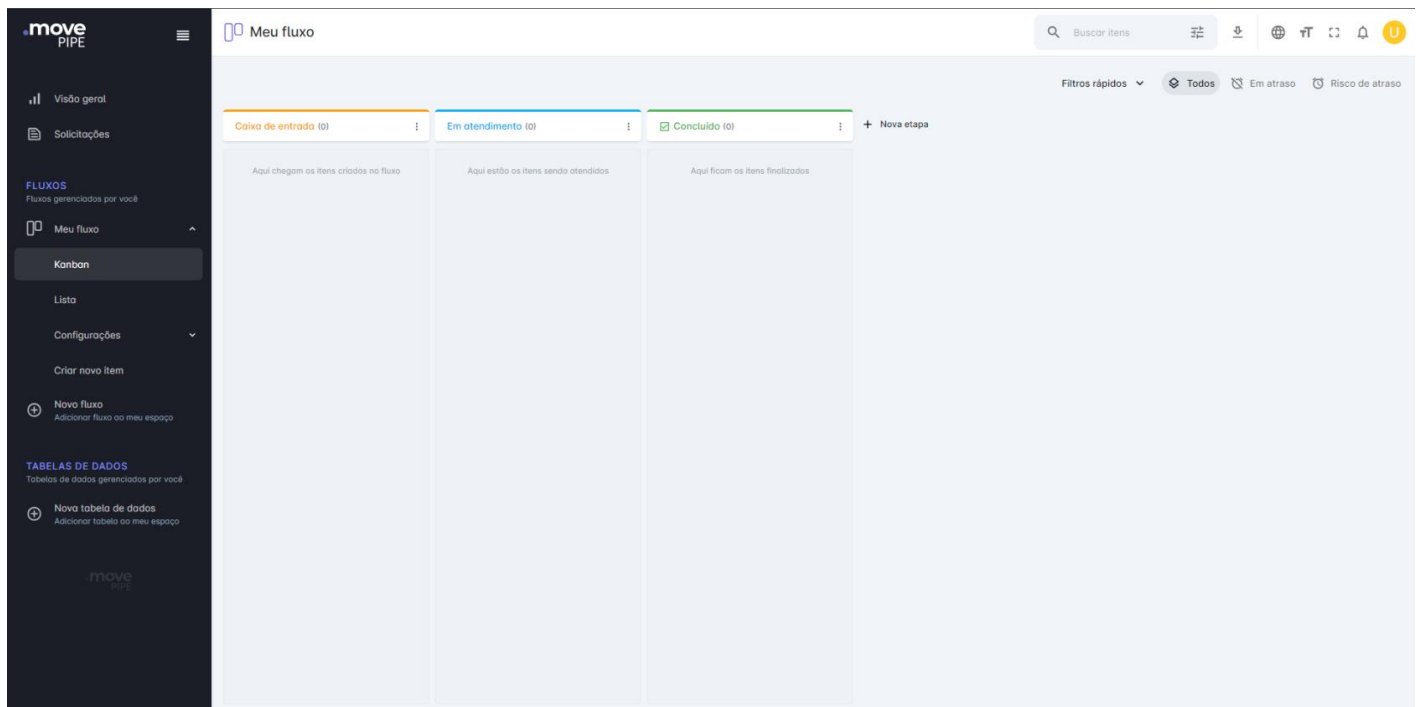 .move
PIPE
Visão geral
Solicitações
FLUXOS
Fluxos gerenciados por você
Meu fluxo
Kanban
Lista
Configurações
Criar novo item
Novo fluxo
Adicionar fluxo ao meu espaço
TABELAS DE DADOS
Tabelas de dados gerenciados por você
Nova tabela de dados
Adicionar tabela ao meu espaço
.move
PIPE
Meu fluxo
Buscar itens
U
Filtros rápidos
Todos
Em atraso
Risco de atraso
Caixa de entrada (0)
Em atendimento (0)
Concluído (0)
+ Nova etapa
Aqui chegam os itens criados no fluxo
Aqui estão os itens sendo atendidos
Aqui ficam os itens finalizados